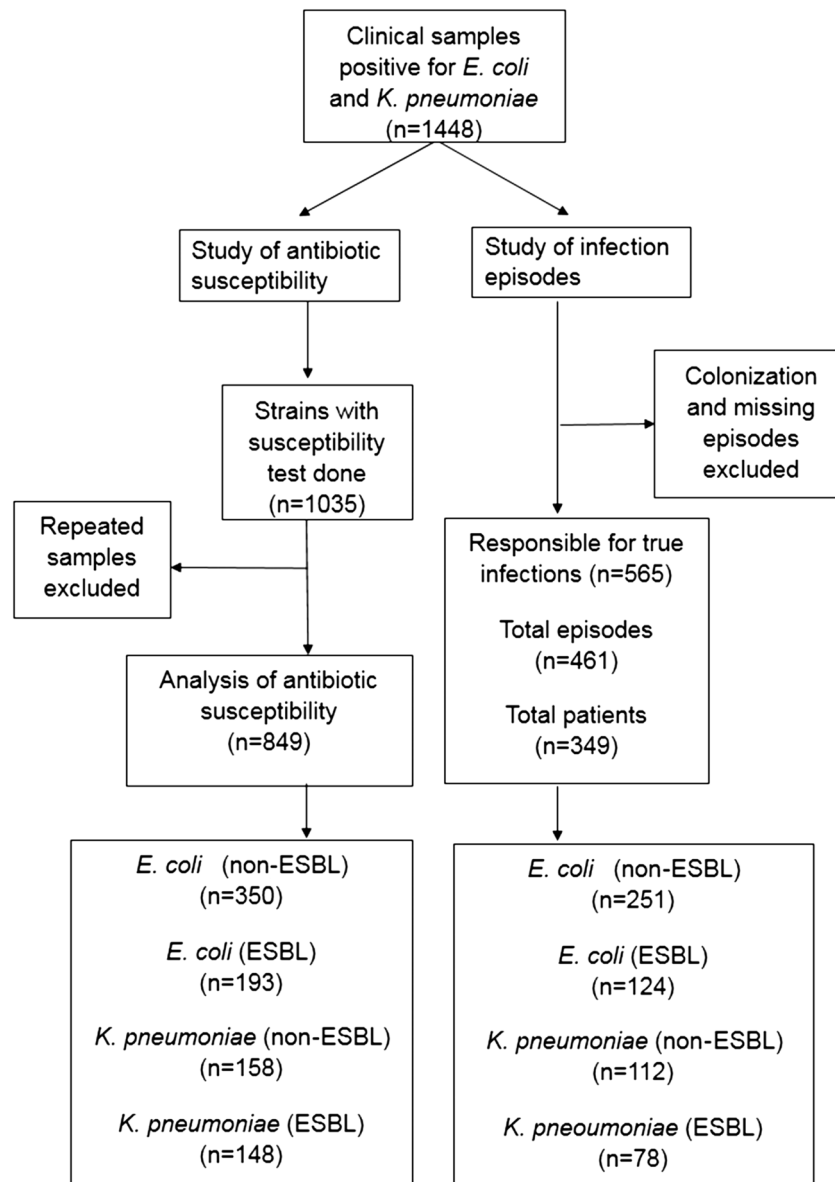 Clinical samples
positive for E. coli
and K. pneumoniae
(n=1448)
Study of antibiotic
susceptibility
Study of infection
episodes
Strains with
susceptibility
test done
(n=1035)
Colonization
and missing
episodes
excluded
Repeated
samples
excluded
Responsible for true
infections (n=565)
Total episodes
(n=461)
Total patients
(n=349)
Analysis of antibiotic
susceptibility
(n=849)
E. coli (non-ESBL)
(n=350)
E. coli (ESBL)
(n=193)
K. pneumoniae (non-ESBL)
(n=158)
K. pneumoniae (ESBL)
(n=148)
E. coli (non-ESBL)
(n=251)
E. coli (ESBL)
(n=124)
K. pneumoniae (non-ESBL)
(n=112)
K. pneoumoniae (ESBL)
(n=78)